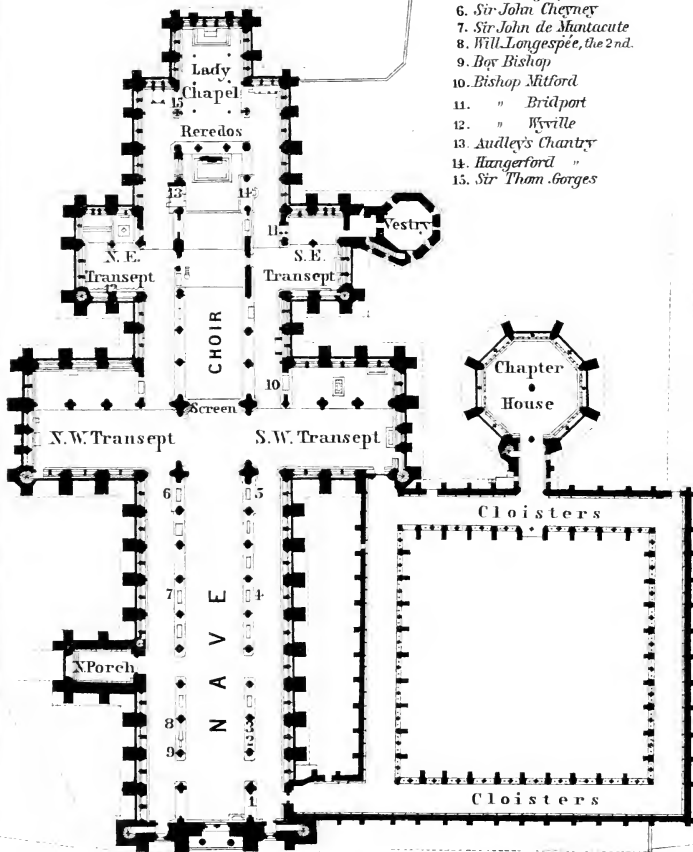 6. Sir John Cheyney
7. Sir John de Muntacute
8. Will. Longespée, the 2nd.
9. Boy Bishop
10. Bishop Mitford
11. " Bridport
12. " Wyville
13. Audley's Chantry
14. Hungerford "
15. Sir Thom. Gorges
Lady
Chapel
15
Reredos
13
14
11
Vestry
N.E.
Transept
12
S.E.
Transept
CHOIR
10
Screen
Chapter
House
N.W. Transept
S.W. Transept
6
5
Cloisters
7
4
NAVE
N.Porch
8
9
1
Cloisters